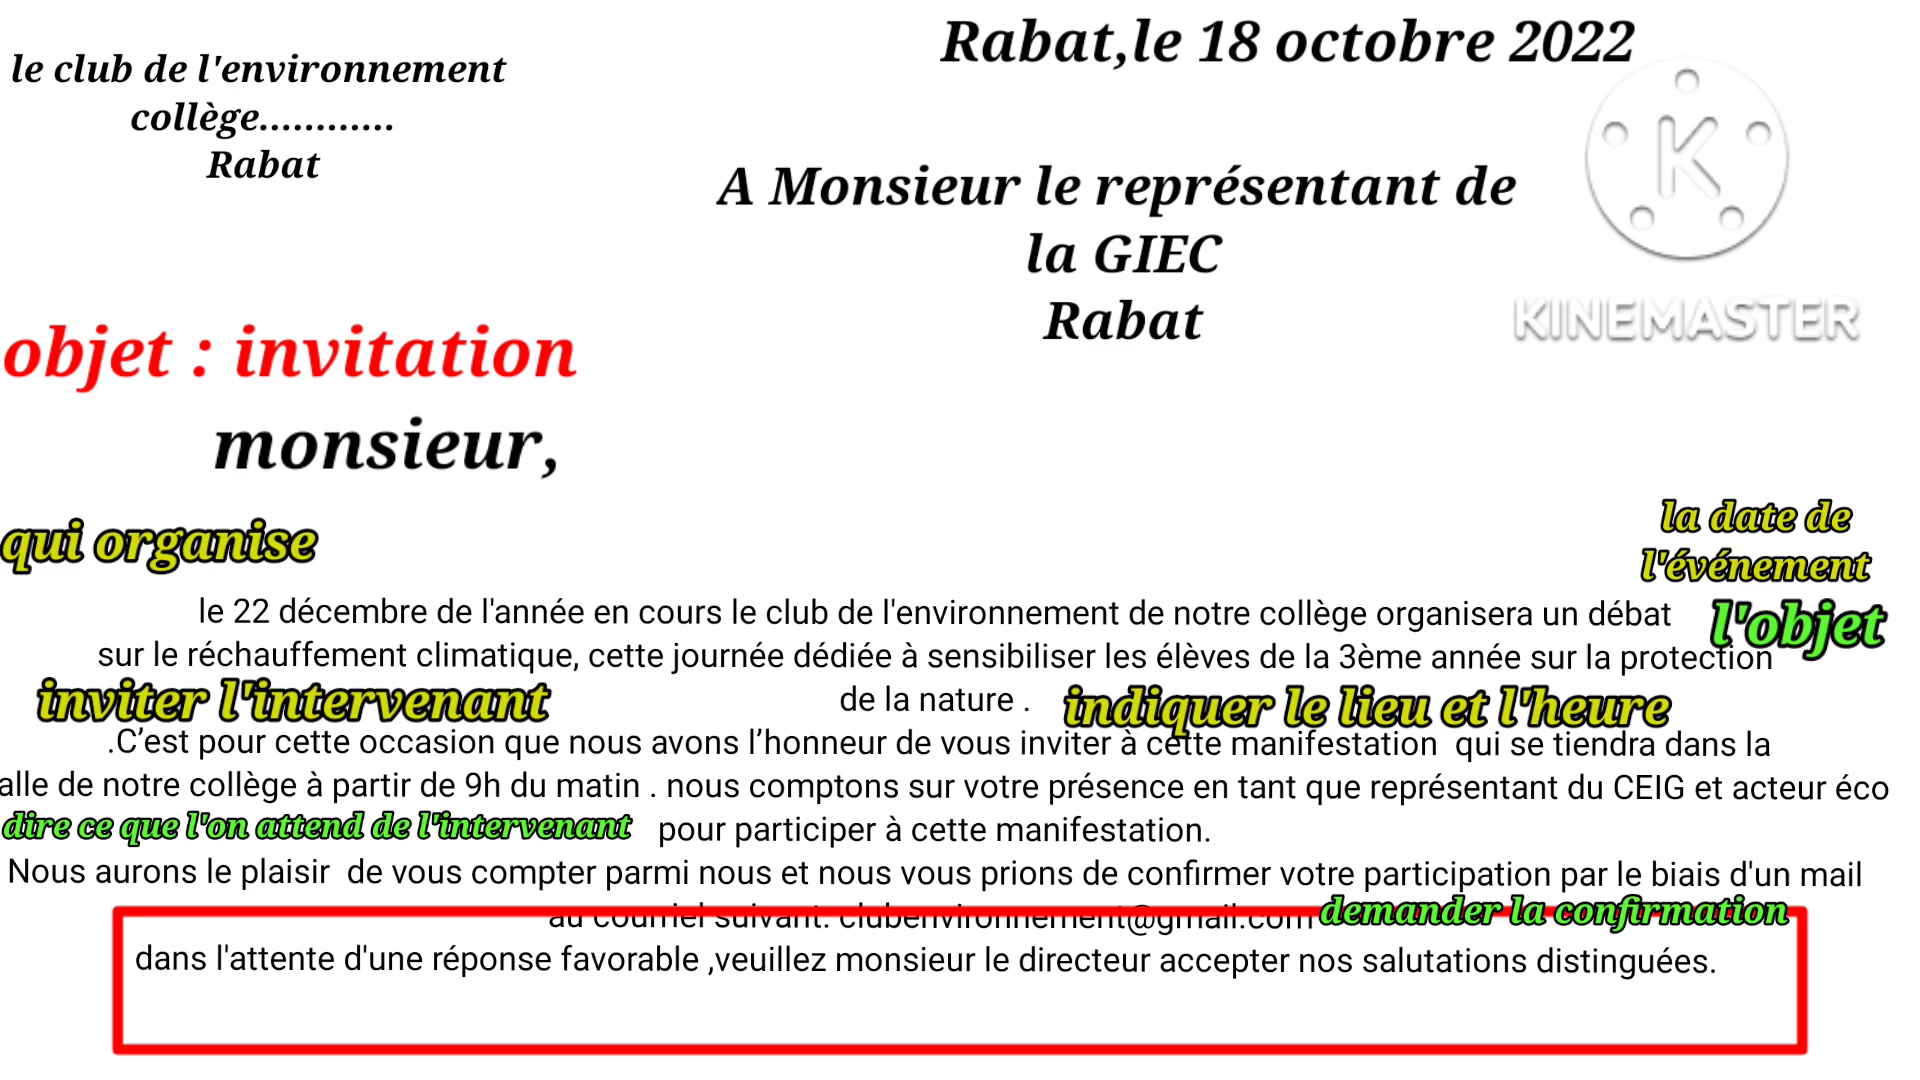 Rabat,le 18 octobre 2022
le club de l'environnement
collège............
Rabat
A Monsieur le représentant de
la GIEC
Rabat
KINEMASTER
objet : invitation
monsieur,
qui organise
la date de
l'événement
le 22 décembre de l'année en cours le club de l'environnement de notre collège organisera un débat
l'objet
sur le réchauffement climatique, cette journée dédiée à sensibiliser les élèves de la 3ème année sur la protection
inviter l'intervenant
de la nature .
indiquer le lieu et l'heure
.C’est pour cette occasion que nous avons l’honneur de vous inviter à cette manifestation  qui se tiendra dans la
alle de notre collège à partir de 9h du matin . nous comptons sur votre présence en tant que représentant du CEIG et acteur éco
dire ce que l'on attend de l'intervenant
pour participer à cette manifestation.
Nous aurons le plaisir  de vous compter parmi nous et nous vous prions de confirmer votre participation par le biais d'un mail
au courriel suivant: clubenvironnement@gmail.com
demander la confirmation
dans l'attente d'une réponse favorable ,veuillez monsieur le directeur accepter nos salutations distinguées.